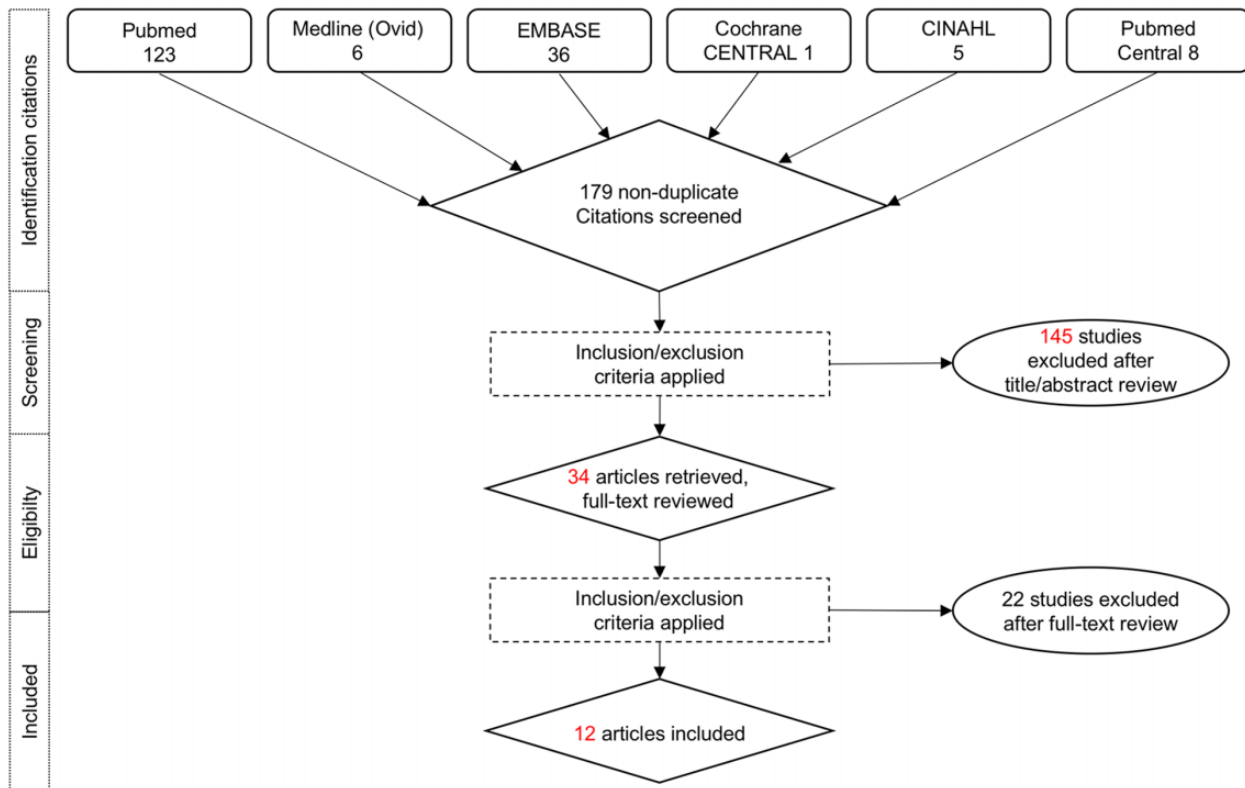 Pubmed
123
Medline (Ovid)
6
EMBASE
36
Cochrane
CENTRAL 1
CINAHL
5
Pubmed
Central 8
Identification citations
179 non-duplicate
Citations screened
Screening
Inclusion/exclusion
criteria applied
145 studies
excluded after
title/abstract review
Eligibilty
34 articles retrieved,
full-text reviewed
Inclusion/exclusion
criteria applied
22 studies excluded
after full-text review
Included
12 articles included